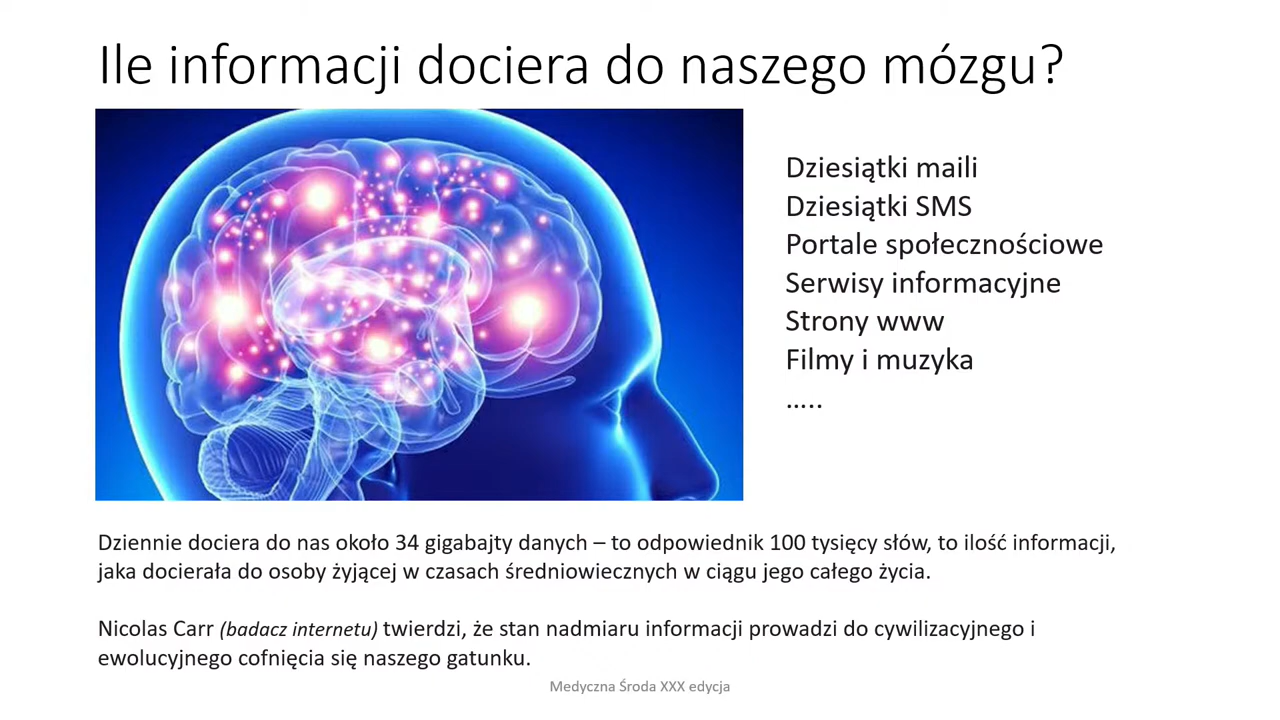 Ile informacji dociera do naszego mózgu?
Dziesiątki maili
Dziesiątki SMS
Portale społecznościowe
Serwisy informacyjne
Strony www
Filmy i muzyka
…..
Dziennie dociera do nas około 34 gigabajty danych – to odpowiednik 100 tysięcy słów, to ilość informacji,
jaka docierała do osoby żyjącej w czasach średniowiecznych w ciągu jego całego życia.
Nicolas Carr (badacz internetu) twierdzi, że stan nadmiaru informacji prowadzi do cywilizacyjnego i
ewolucyjnego cofnięcia się naszego gatunku.
Medyczna Środa XXX edycja